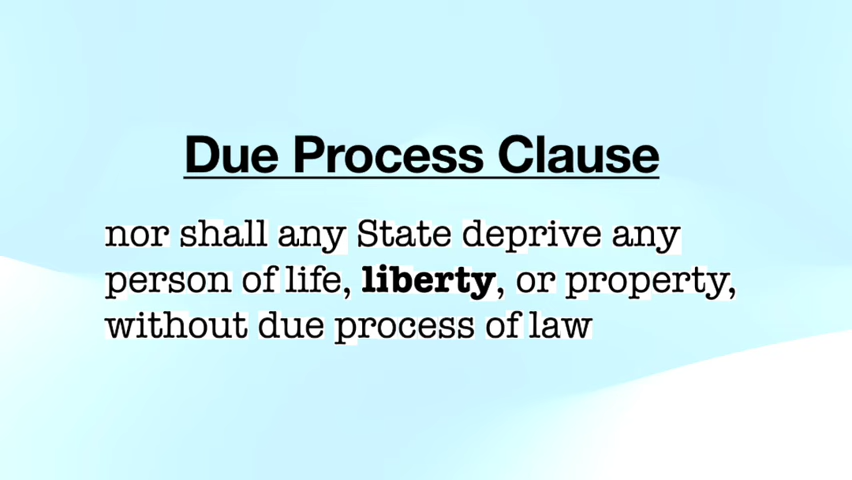 Due Process Clause
nor shall any State deprive any
person of life, liberty, or property,
without due process of law